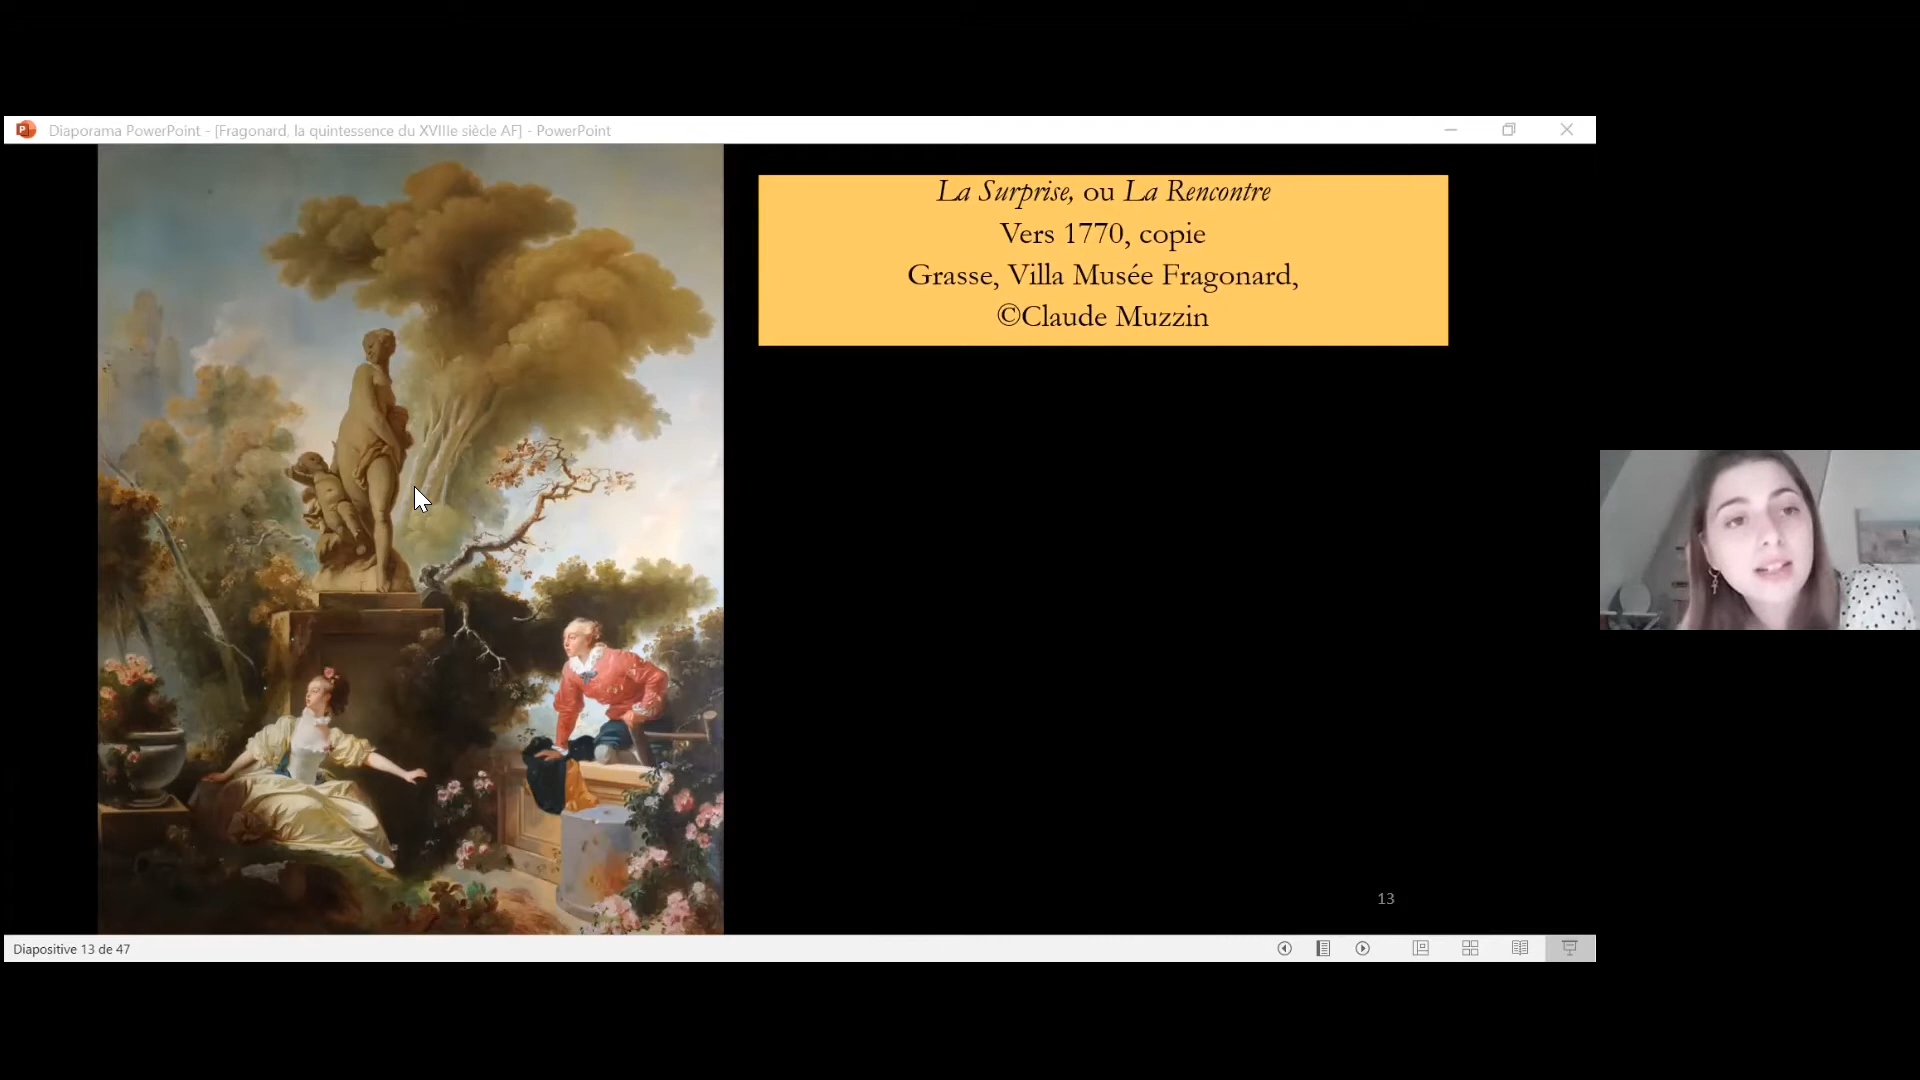 Diaporama PowerPoint - [Fragonard, la quintessence du XVIIIe siècle AF] - PowerPoint
La Surprise, ou La Rencontre
Vers 1770, copie
Grasse, Villa Musée Fragonard,
©Claude Muzzin
13
Diapositive 13 de 47